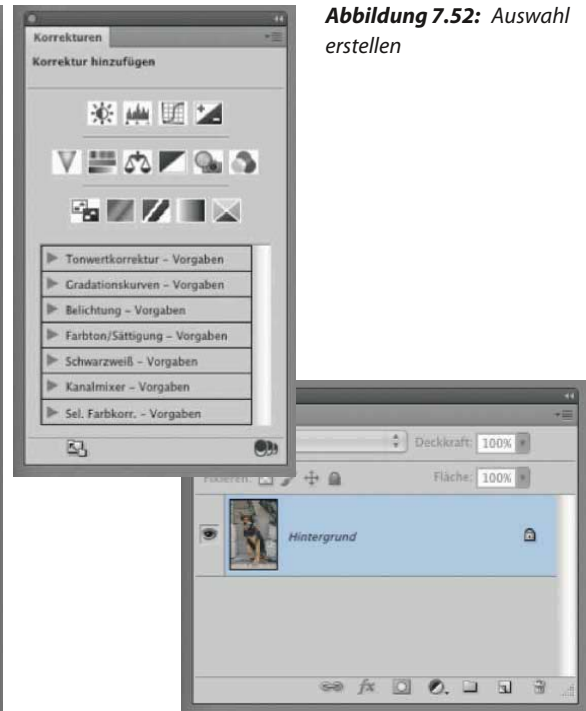 Abbildung 7.52: Auswahl
erstellen
Korrekturen
Korrektur hinzufügen
Tonwertkorrektur – Vorgaben
Gradationskurven – Vorgaben
Belichtung – Vorgaben
Farbton/Sättigung – Vorgaben
Schwarzweiß – Vorgaben
Kanalmixer – Vorgaben
Sel. Farbkorr. – Vorgaben
Deckkraft: 100%
Fläche: 100%
Hintergrund
fx